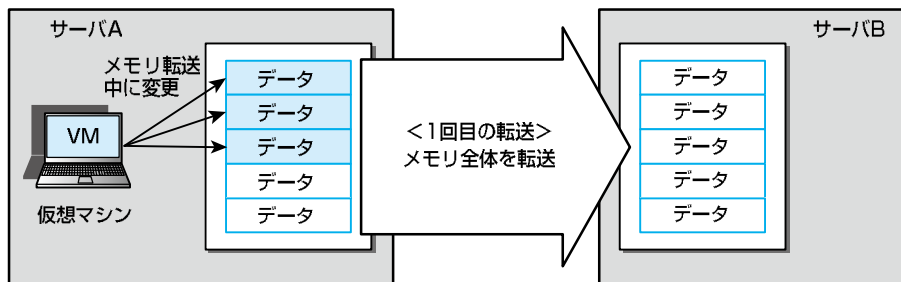 サーバA
メモリ転送
中に変更
VM
仮想マシン
データ
データ
データ
データ
データ
＜1回目の転送＞
メモリ全体を転送
サーバB
データ
データ
データ
データ
データ